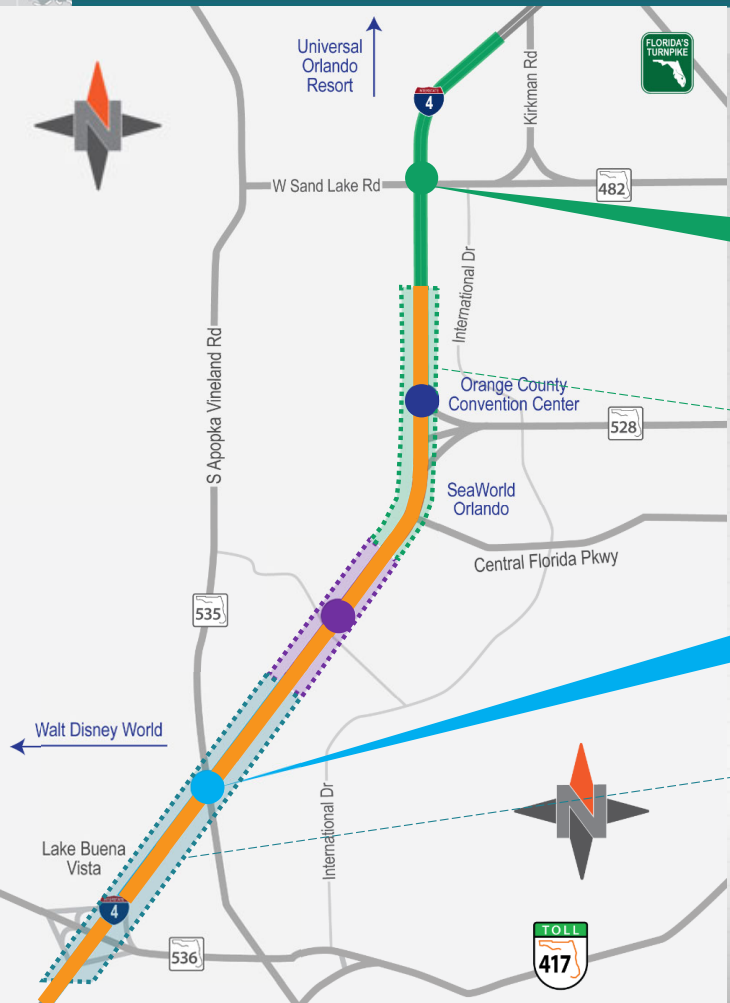 Universal
Orlando
Resort
FLORIDA'S
TURNPIKE
Kirkman Rd
4
N
W Sand Lake Rd
482
International Dr
S Apopka Vineland Rd
Orange County
Convention Center
528
SeaWorld
Orlando
Central Florida Pkwy
535
Walt Disney World
International Dr
N
Lake Buena
Vista
4
536
TOLL
417